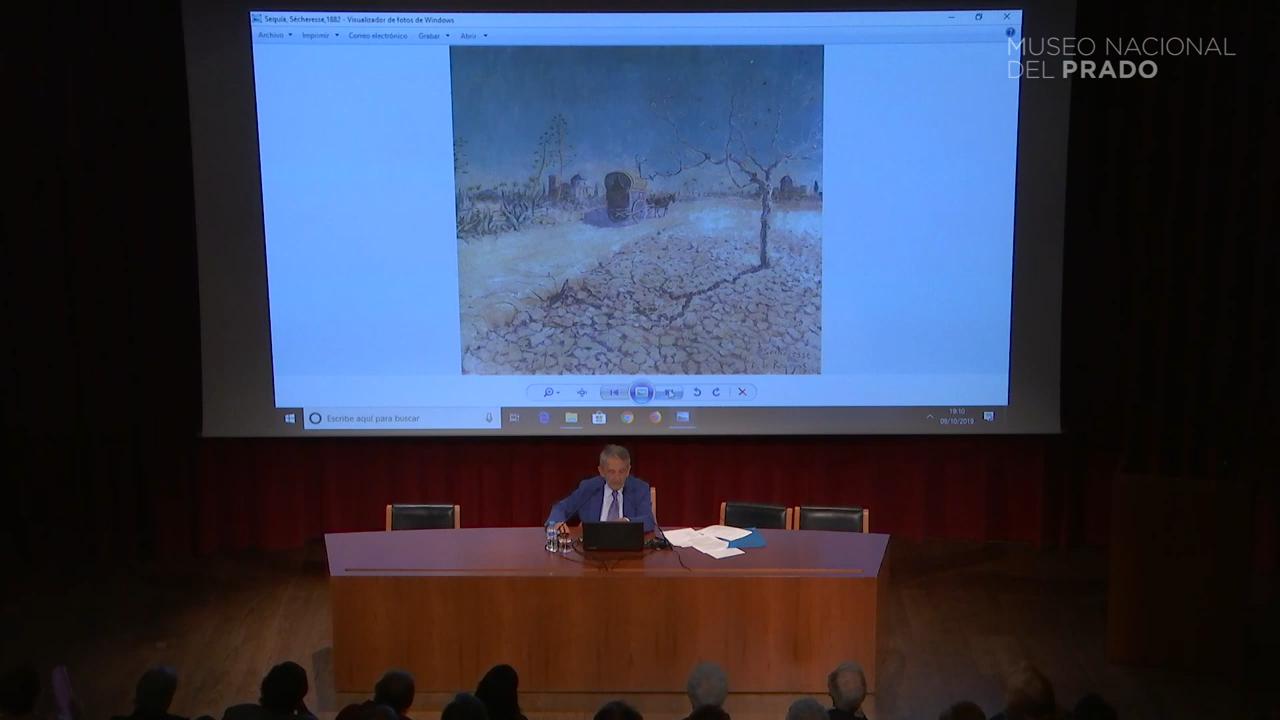 Sequía, Sécheresse,1882 - Visualizador de fotos de Windows
Archivo Imprimir Correo electrónico Grabar Abrir
MUSEO NACIONAL
DEL PRADO
Sécheresse
Escribe aquí para buscar
19:10
09/10/2019